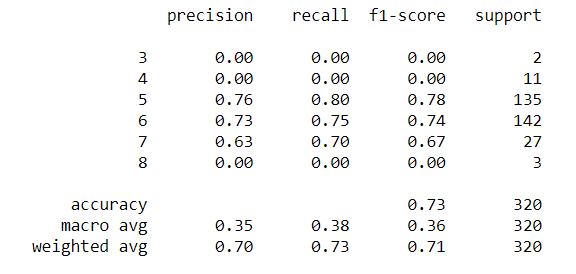 precision recall f1-score support
3 0.00 0.00 0.00 2
4 0.00 0.00 0.00 11
5 0.76 0.80 0.78 135
6 0.73 0.75 0.74 142
7 0.63 0.70 0.67 27
8 0.00 0.00 0.00 3
accuracy 0.73 320
macro avg 0.35 0.38 0.36 320
weighted avg 0.70 0.73 0.71 320